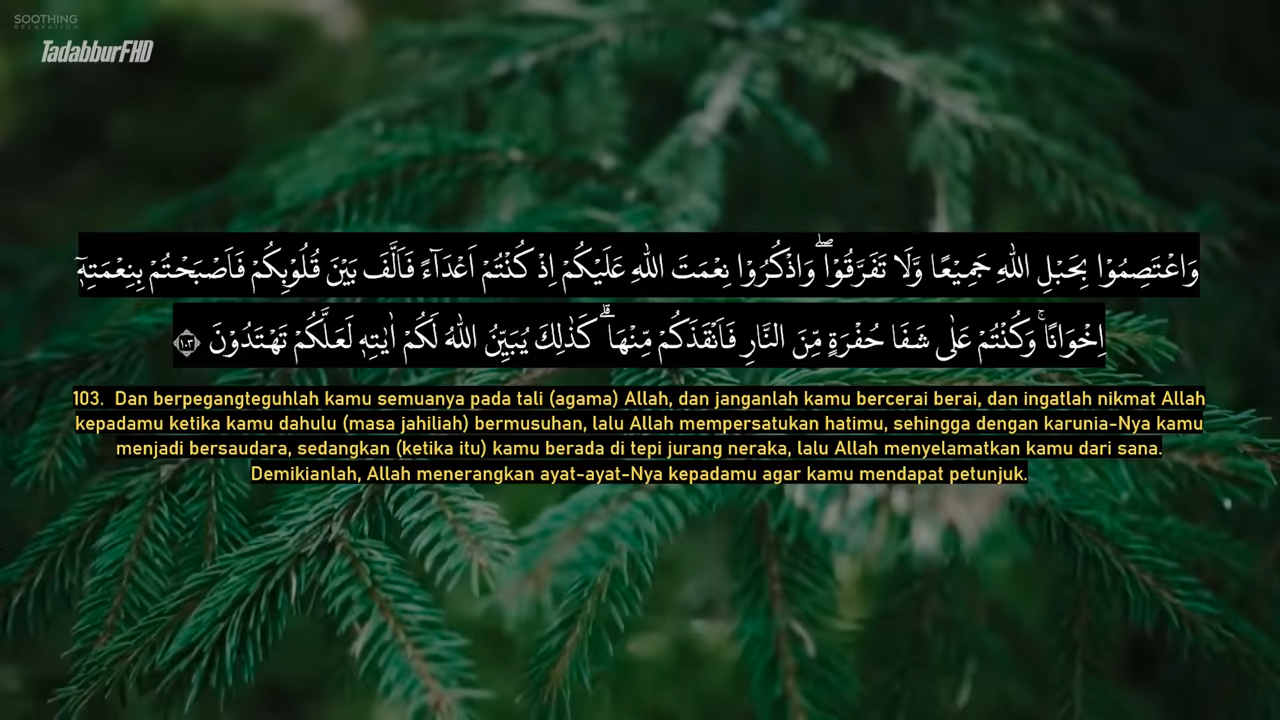 SOOTHING
RELAXATION
TadabburFHD
وَاعْتَصِمُوْا بِحَبْلِ اللّٰهِ جَمِيْعًا وَّلَا تَفَرَّقُوْا ۖوَاذْكُرُوْا نِعْمَتَ اللّٰهِ عَلَيْكُمْ اِذْ كُنْتُمْ اَعْدَاۤءً فَاَلَّفَ بَيْنَ قُلُوْبِكُمْ فَاَصْبَحْتُمْ بِنِعْمَتِهٖٓ
اِخْوَانًاۚ وَكُنْتُمْ عَلٰى شَفَا حُفْرَةٍ مِّنَ النَّارِ فَاَنْقَذَكُمْ مِّنْهَا ۗ كَذٰلِكَ يُبَيِّنُ اللّٰهُ لَكُمْ اٰيٰتِهٖ لَعَلَّكُمْ تَهْتَدُوْنَ ١٠٣
103. Dan berpegangteguhlah kamu semuanya pada tali (agama) Allah, dan janganlah kamu bercerai berai, dan ingatlah nikmat Allah
kepadamu ketika kamu dahulu (masa jahiliah) bermusuhan, lalu Allah mempersatukan hatimu, sehingga dengan karunia-Nya kamu
menjadi bersaudara, sedangkan (ketika itu) kamu berada di tepi jurang neraka, lalu Allah menyelamatkan kamu dari sana.
Demikianlah, Allah menerangkan ayat-ayat-Nya kepadamu agar kamu mendapat petunjuk.